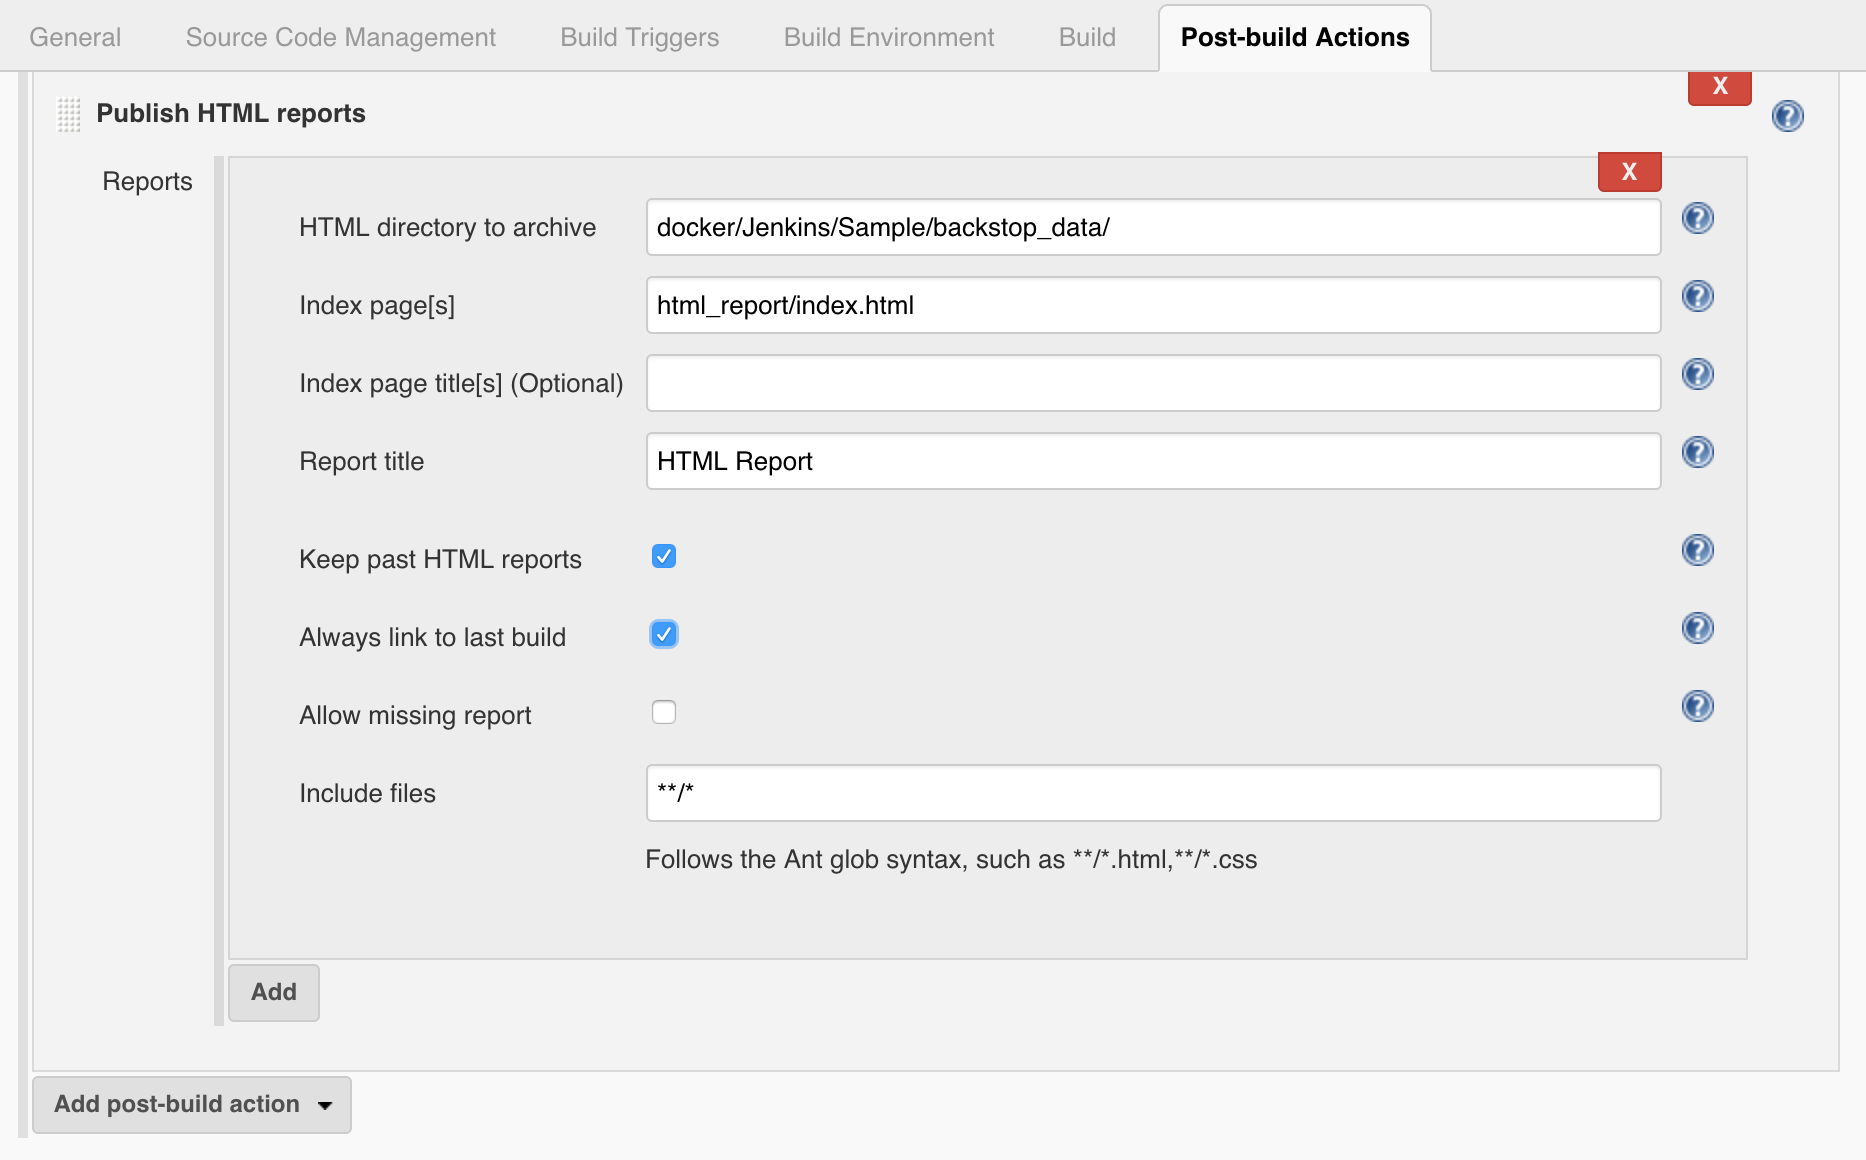 General Source Code Management Build Triggers Build Environment Build Post-build Actions
X
Publish HTML reports
?
Reports
X
HTML directory to archive docker/Jenkins/Sample/backstop_data/ ?
Index page[s] html_report/index.html ?
Index page title[s] (Optional) ?
Report title HTML Report ?
Keep past HTML reports ?
Always link to last build ?
Allow missing report ?
Include files **/*
Follows the Ant glob syntax, such as **/*.html,**/*.css
Add
Add post-build action